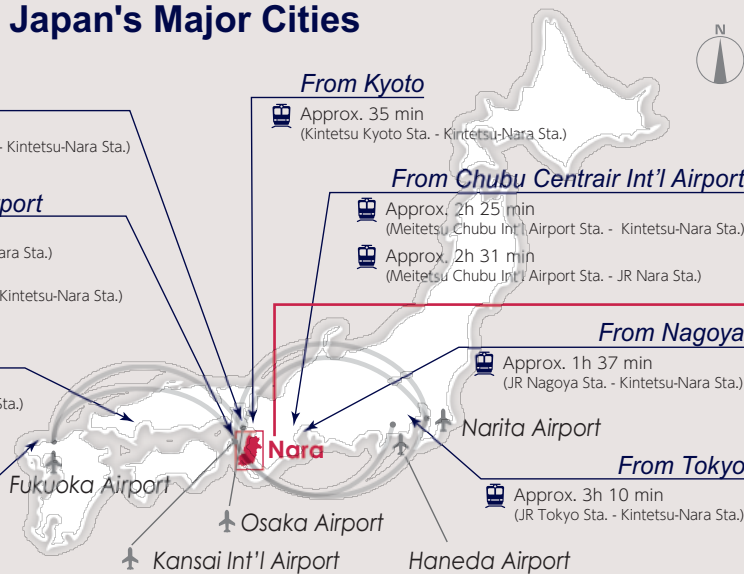 Japan's Major Cities
N
From Kyoto
Approx. 35 min
(Kintetsu Kyoto Sta. - Kintetsu-Nara Sta.)
- Kintetsu-Nara Sta.)
From Chubu Centrair Int'l Airport
Approx. 2h 25 min
(Meitetsu Chubu Int'l Airport Sta. - Kintetsu-Nara Sta.)
Approx. 2h 31 min
(Meitetsu Chubu Int'l Airport Sta. - JR Nara Sta.)
port
ara Sta.)
Kintetsu-Nara Sta.)
From Nagoya
Approx. 1h 37 min
(JR Nagoya Sta. - Kintetsu-Nara Sta.)
Sta.)
Narita Airport
Nara
From Tokyo
Approx. 3h 10 min
(JR Tokyo Sta. - Kintetsu-Nara Sta.)
Fukuoka Airport
Osaka Airport
Kansai Int'l Airport
Haneda Airport